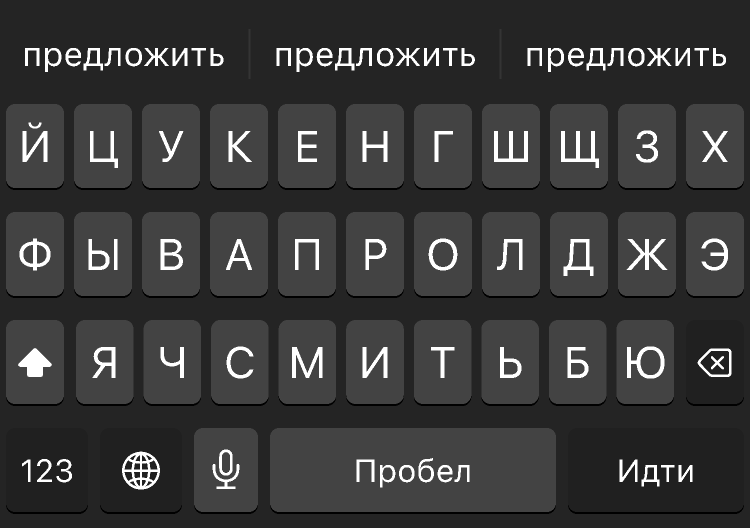 предложить предложить предложить
Й Ц У К Е Н Г Ш Щ З Х
Ф Ы В А П Р О Л Д Ж Э
Я Ч С М И Т Ь Б Ю
123 Пробел Идти